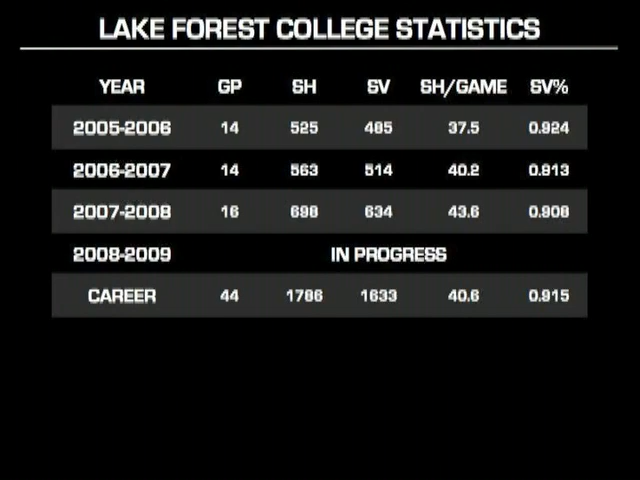 LAKE FOREST COLLEGE STATISTICS
YEAR GP SH SV SH/GAME SV%
2005-2006 14 525 485 37.5 0.924
2006-2007 14 563 514 40.2 0.913
2007-2008 16 698 634 43.6 0.908
2008-2009 IN PROGRESS
CAREER 44 1786 1633 40.6 0.915